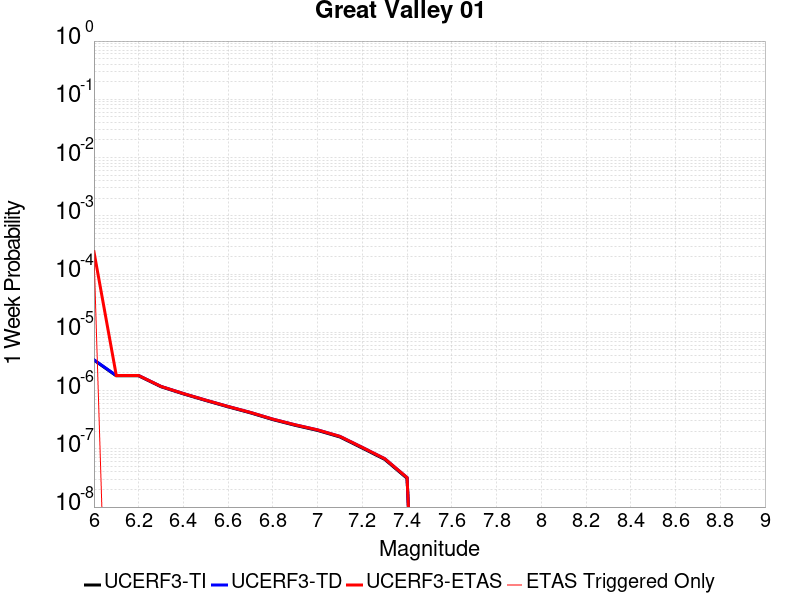 Great Valley 01
10^0
10^-1
10^-2
10^-3
10^-4
10^-5
10^-6
10^-7
10^-8
1 Week Probability
6 6.2 6.4 6.6 6.8 7 7.2 7.4 7.6 7.8 8 8.2 8.4 8.6 8.8 9
Magnitude
UCERF3-TI UCERF3-TD UCERF3-ETAS ETAS Triggered Only